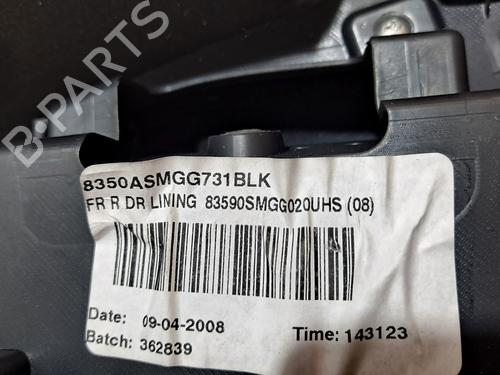 B-PARTS
8350ASMGG731BLK
FR R DR LINING 83590SMGG020UHS (08)
Date: 09-04-2008 Time: 143123
Batch: 362839